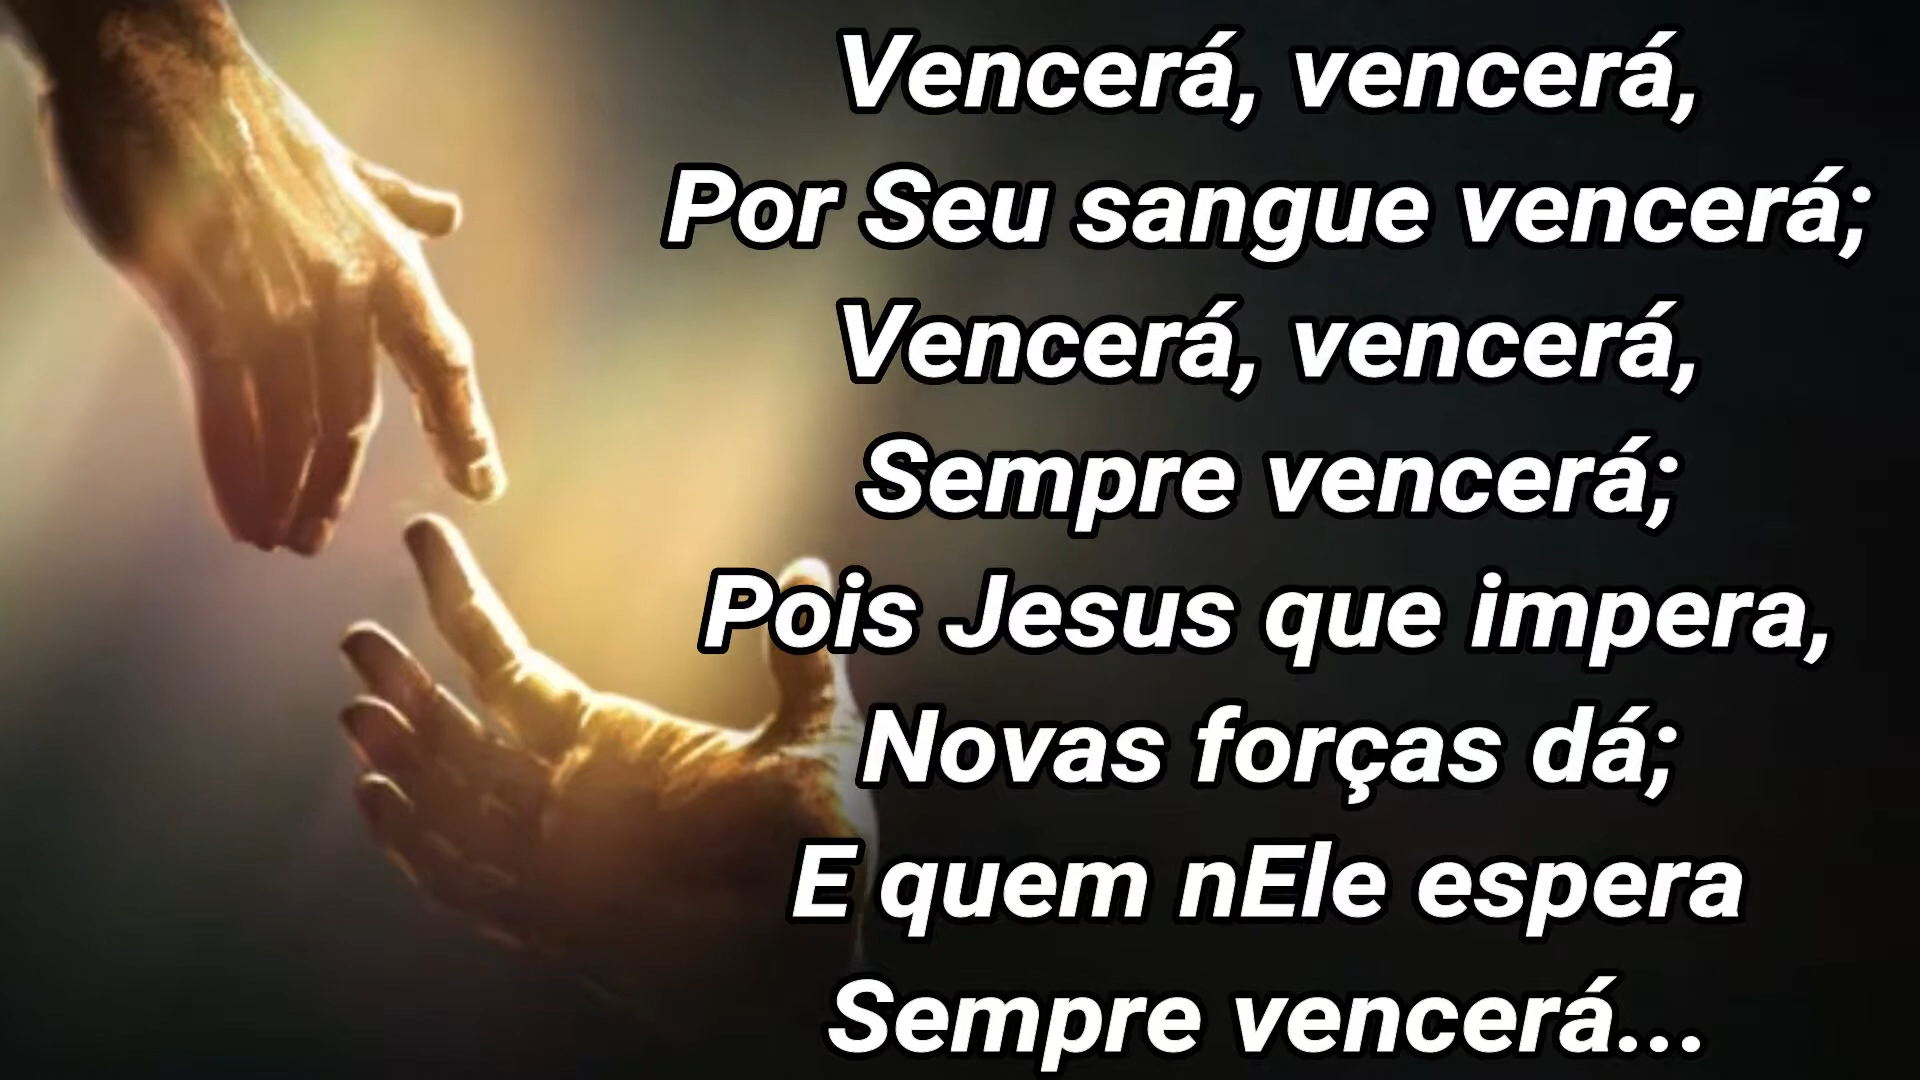 Vencerá, vencerá,
Por Seu sangue vencerá;
Vencerá, vencerá,
Sempre vencerá;
Pois Jesus que impera,
Novas forças dá;
E quem nEle espera
Sempre vencerá...